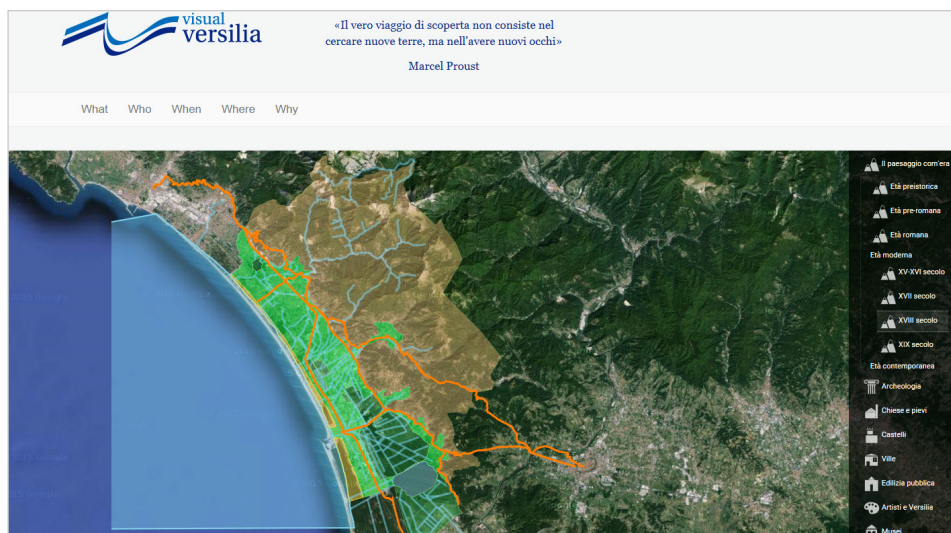 visual
versilia
«Il vero viaggio di scoperta non consiste nel
cercare nuove terre, ma nell'avere nuovi occhi»
Marcel Proust
What Who When Where Why
Il paesaggio com'era
Età preistorica
Età pre-romana
Età romana
Età moderna
XV-XVI secolo
XVII secolo
XVIII secolo
XIX secolo
Età contemporanea
Archeologia
Chiese e pievi
Castelli
Ville
Edilizia pubblica
Artisti e Versilia
Musei